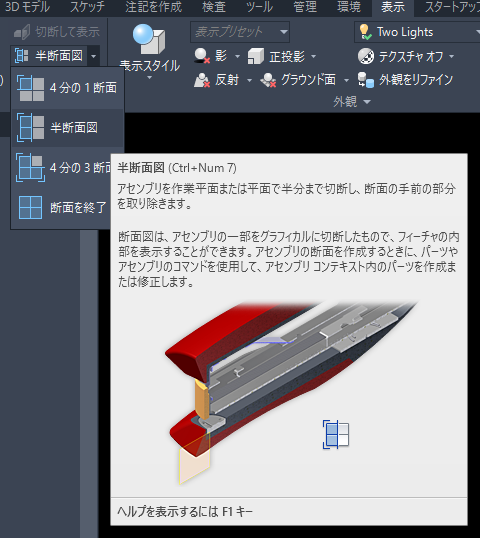 3D モデル スケッチ 注記を作成 検査 ツール 管理 環境 表示 スタートアップ
切断して表示 表示プリセット Two Lights
半断面図 影 正投影 テクスチャ オフ
表示スタイル 反射 グラウンド面 外観をリファイン
外観
4 分の 1 断面
半断面図
4 分の 3 断面
断面を終了
半断面図 (Ctrl+Num 7)
アセンブリを作業平面または平面で半分まで切断し、断面の手前の部分
を取り除きます。
断面図は、アセンブリの一部をグラフィカルに切断したもので、フィーチャの内
部を表示することができます。アセンブリの断面を作成するときに、パーツや
アセンブリのコマンドを使用して、アセンブリ コンテキスト内のパーツを作成ま
たは修正します。
ヘルプを表示するには F1 キー